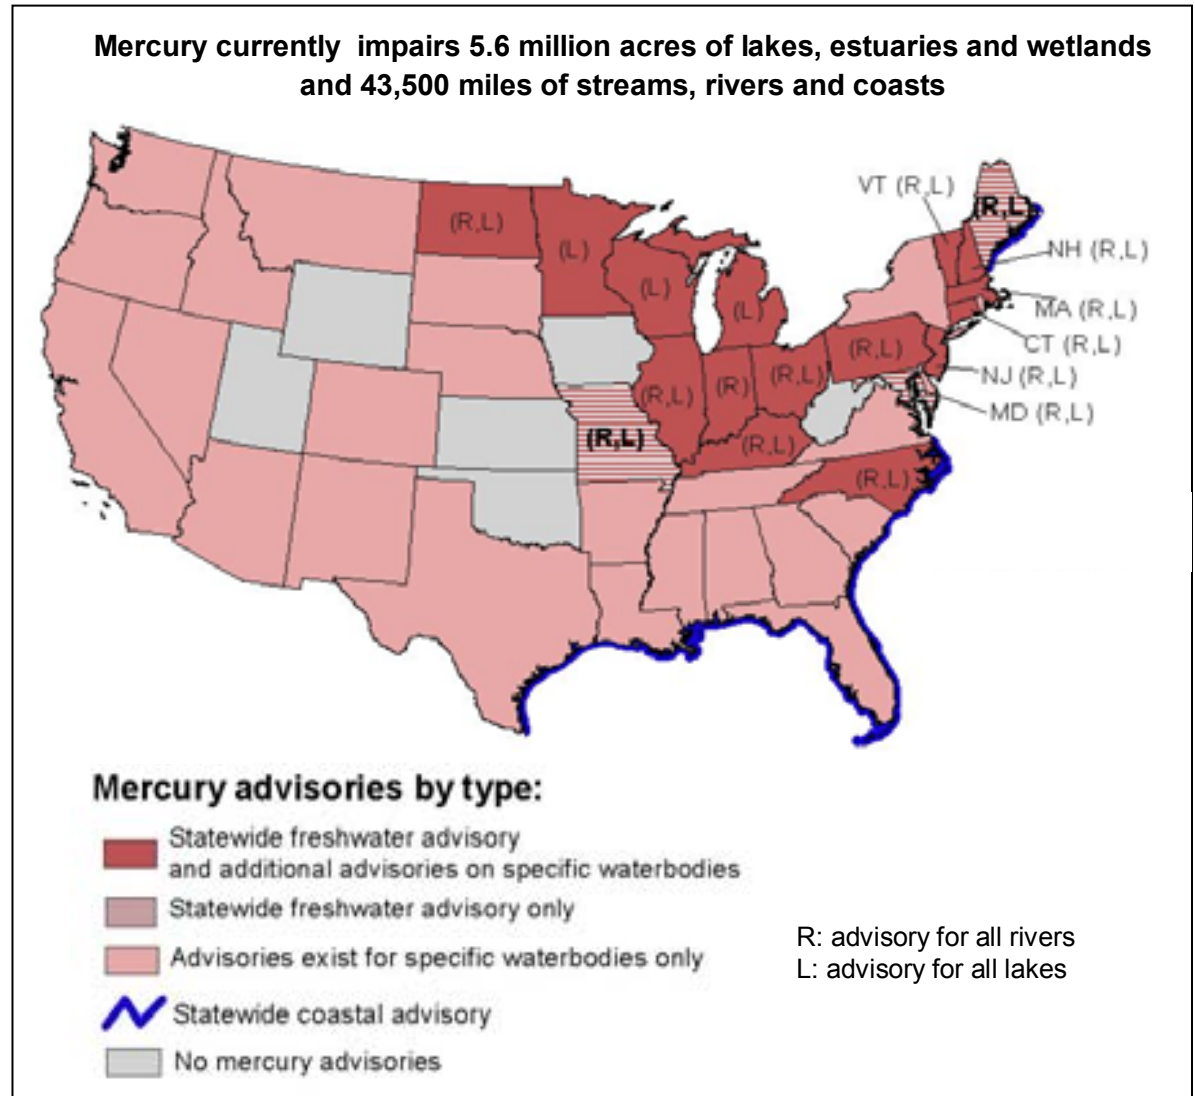 Mercury currently impairs 5.6 million acres of lakes, estuaries and wetlands
and 43,500 miles of streams, rivers and coasts
VT (R,L)
(R,L)
(R,L)
(L)
NH (R,L)
(L)
(L)
MA (R,L)
CT (R,L)
(R,L)
NJ (R,L)
(R,L)
(R)
(R,L)
MD (R,L)
(R,L)
(R,L)
(R,L)
Mercury advisories by type:
Statewide freshwater advisory
and additional advisories on specific waterbodies
Statewide freshwater advisory only
Advisories exist for specific waterbodies only
Statewide coastal advisory
No mercury advisories
R: advisory for all rivers
L: advisory for all lakes